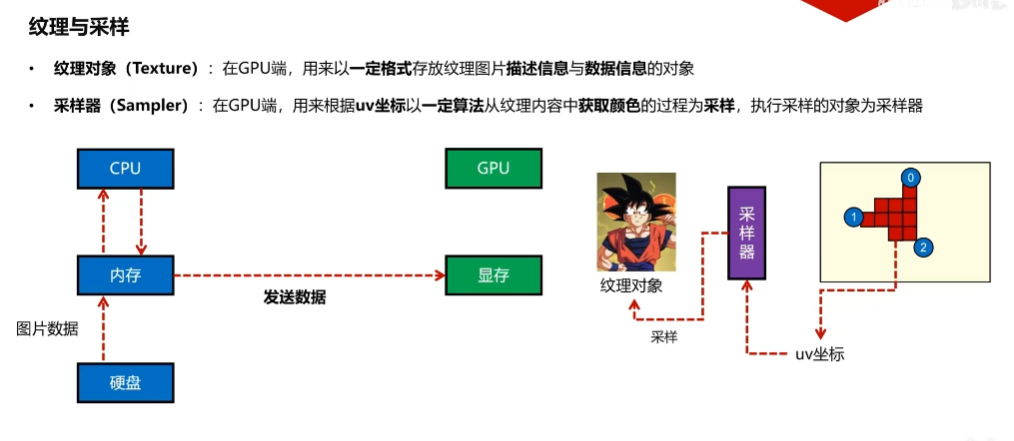 纹理与采样
• 纹理对象（Texture）：在GPU端，用来以一定格式存放纹理图片描述信息与数据信息的对象
• 采样器（Sampler）：在GPU端，用来根据uv坐标以一定算法从纹理内容中获取颜色的过程为采样，执行采样的对象为采样器
CPU
GPU
内存
显存
发送数据
图片数据
硬盘
纹理对象
采样
采样器
0
1
2
uv坐标